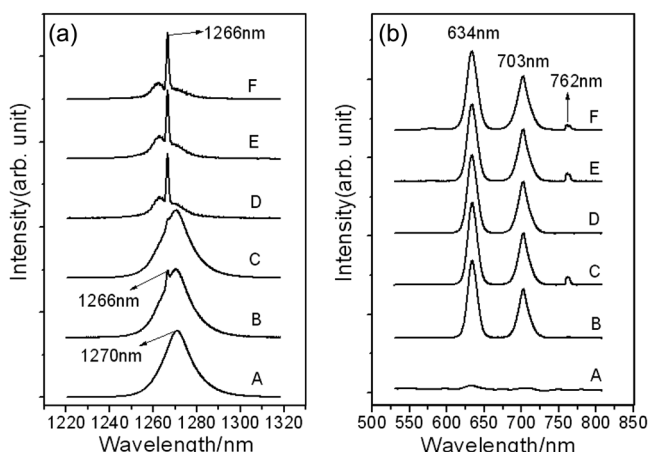 (a)
1266nm
F
E
D
C
1266nm
B
1270nm
A
Intensity(arb. unit)
1220 1240 1260 1280 1300 1320
Wavelength/nm
(b)
634nm
703nm
762nm
F
E
D
C
B
A
Intensity(arb. unit)
500 550 600 650 700 750 800 850
Wavelength/nm